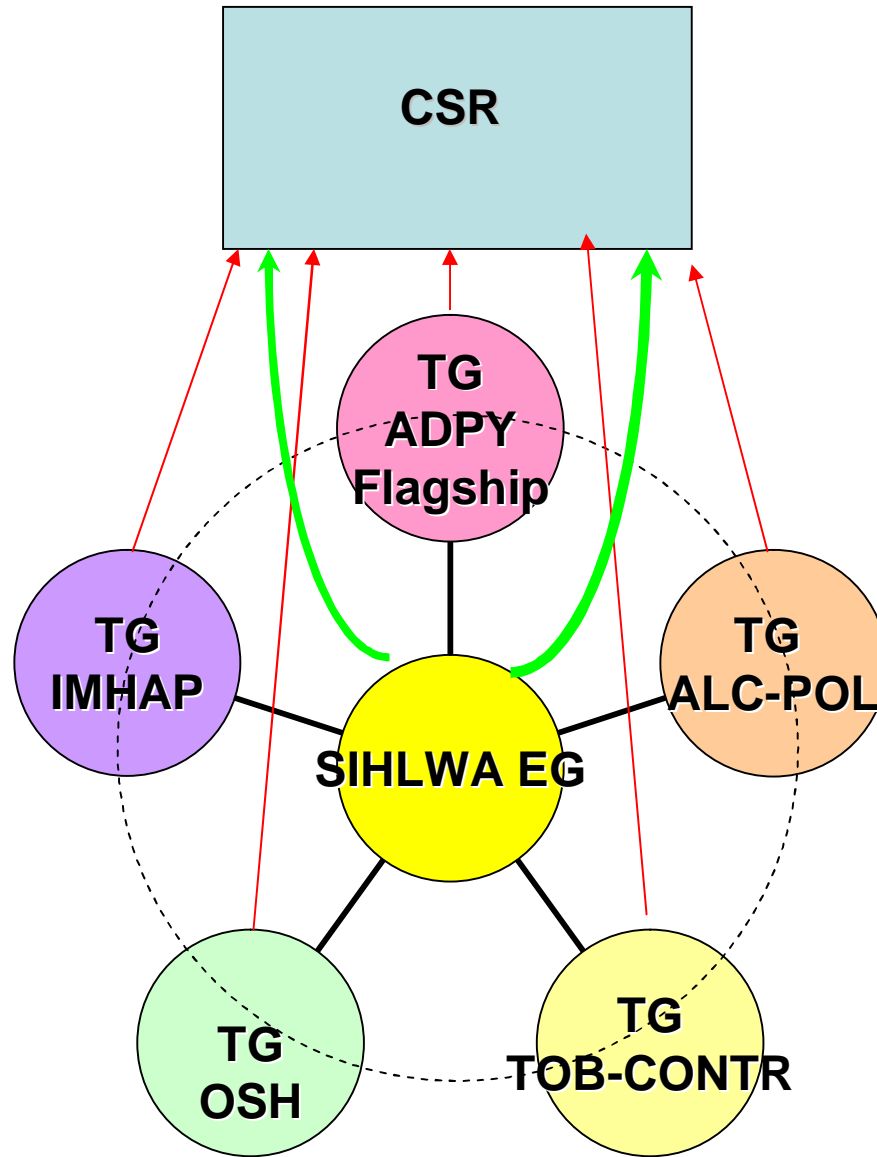 CSR
TG
ADPY
Flagship
TG
IMHAP
TG
ALC-POL
SIHLWA EG
TG
OSH
TG
TOB-CONTR